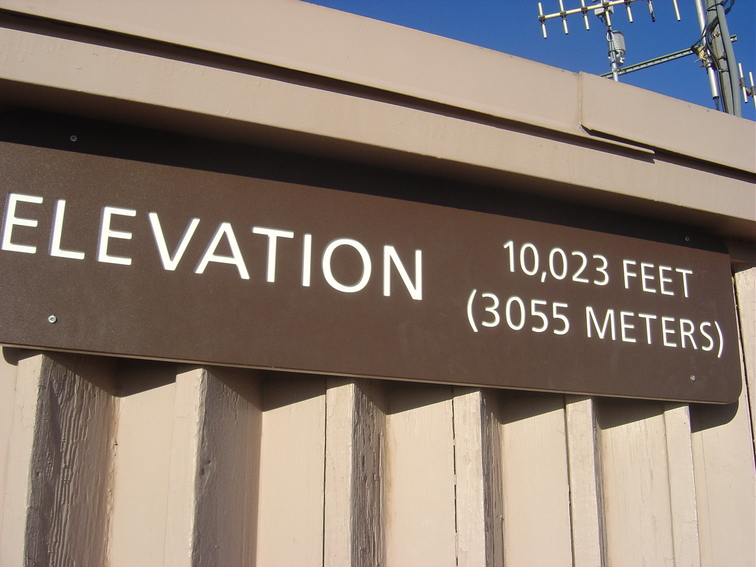 ELEVATION
10,023 FEET
(3055 METERS)